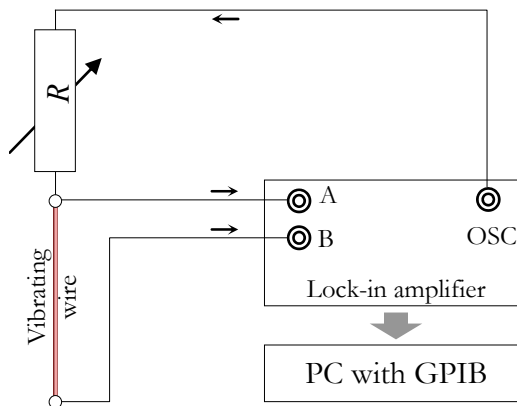 R
A
B
OSC
Vibrating
wire
Lock-in amplifier
PC with GPIB